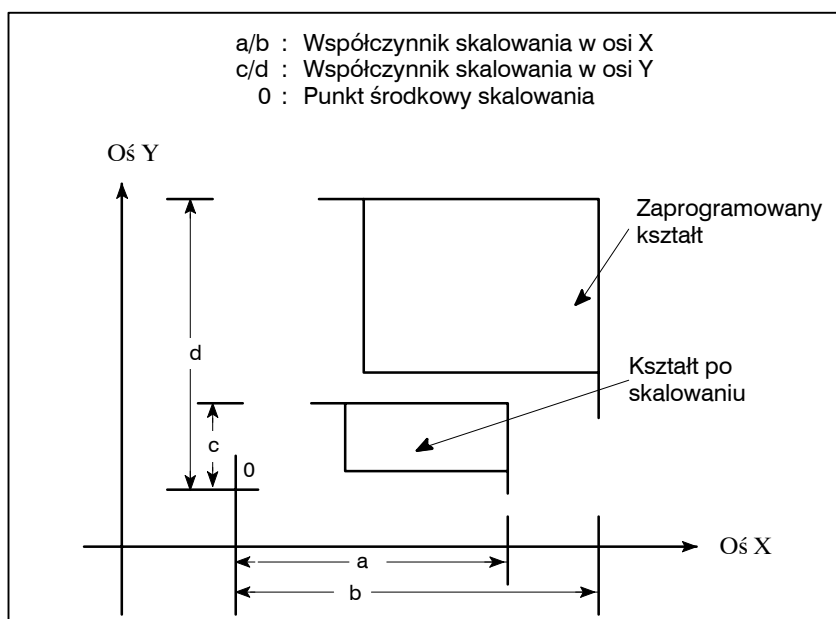 a/b : Współczynnik skalowania w osi X
c/d : Współczynnik skalowania w osi Y
0 : Punkt środkowy skalowania
Oś Y
Zaprogramowany
kształt
d
Kształt po
skalowaniu
c
0
Oś X
a
b